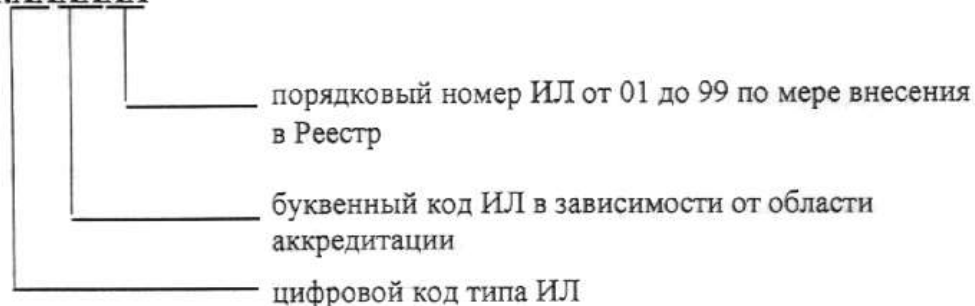 порядковый номер ИЛ от 01 до 99 по мере внесения
в Реестр
буквенный код ИЛ в зависимости от области
аккредитации
цифровой код типа ИЛ